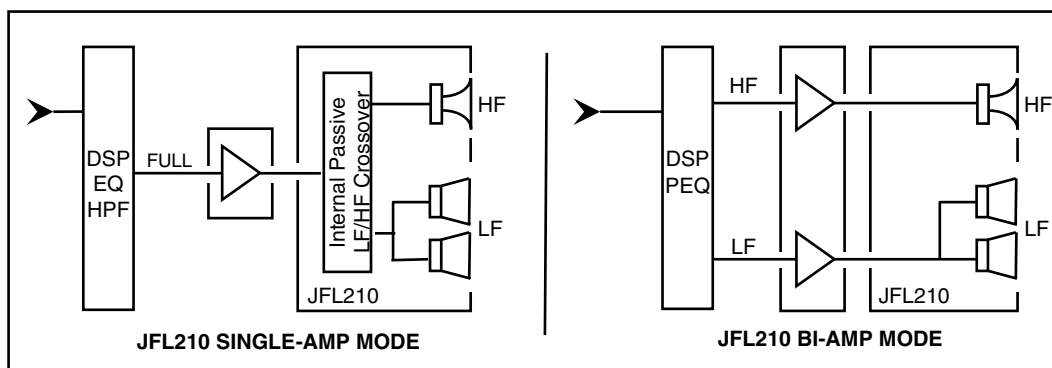 DSP
EQ
HPF
FULL
Internal Passive
LF/HF Crossover
HF
LF
JFL210
JFL210 SINGLE-AMP MODE
DSP
PEQ
HF
LF
HF
LF
JFL210
JFL210 BI-AMP MODE